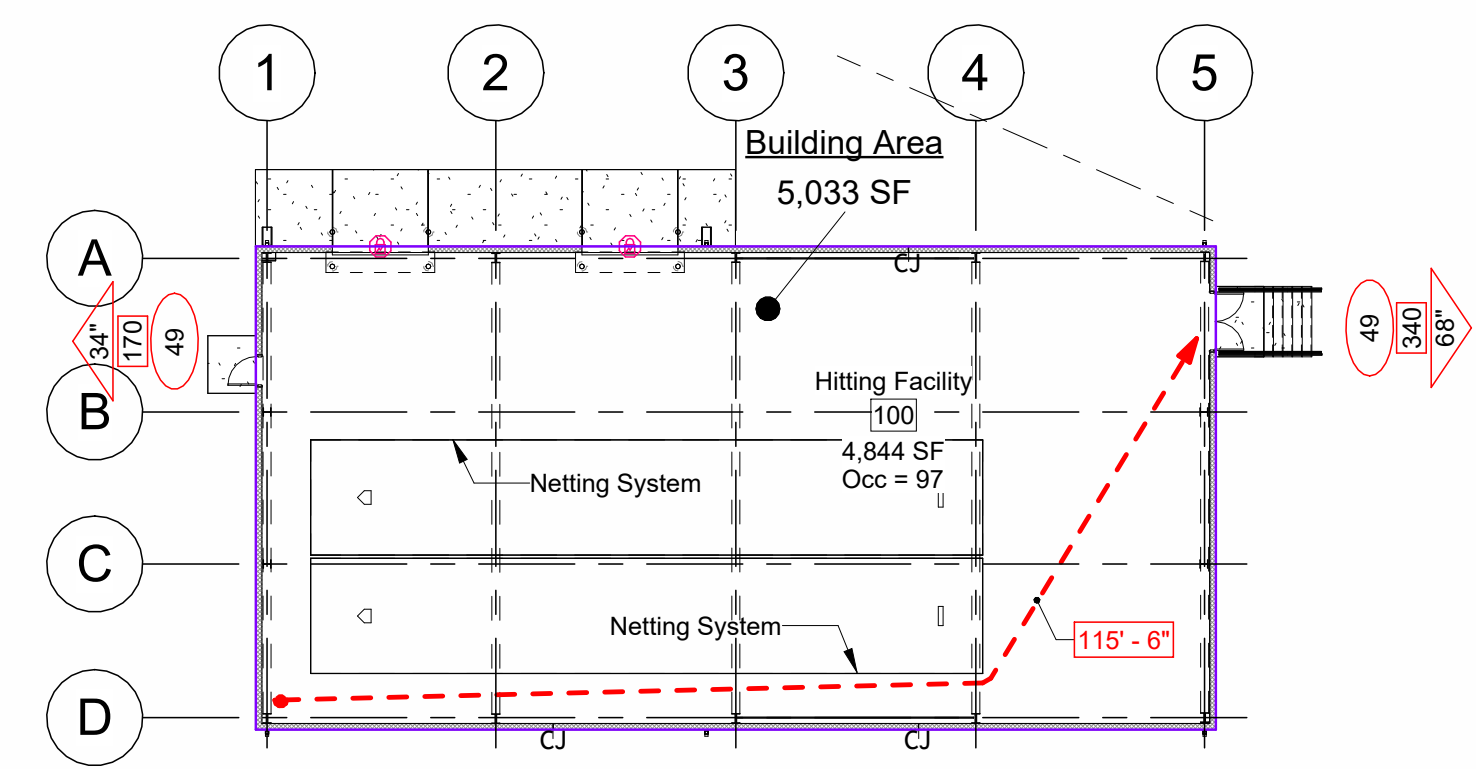 1
2
3
4
5
Building Area
5,033 SF
A
CJ
34"
170
49
49
340
68"
B
Hitting Facility
100
4,844 SF
Occ = 97
Netting System
C
Netting System
115' - 6"
D
CJ
CJ